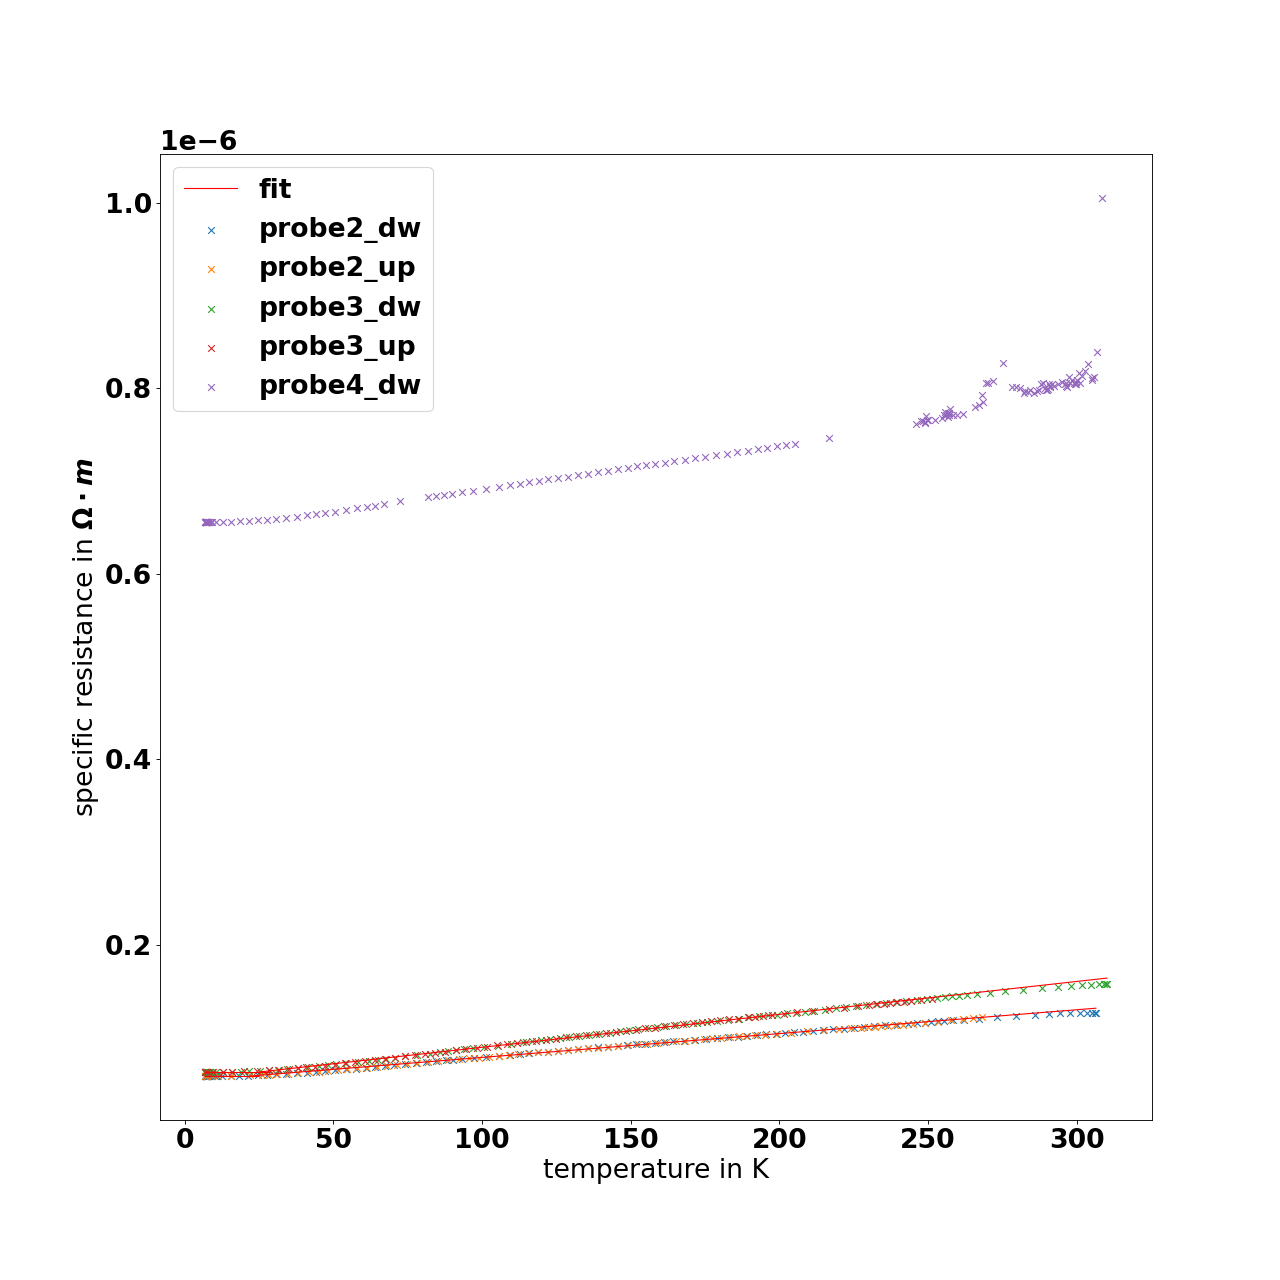 1e−6
fit
probe2_dw
probe2_up
probe3_dw
probe3_up
probe4_dw
1.0
0.8
0.6
0.4
0.2
specific resistance in Ω · m
0 50 100 150 200 250 300
temperature in K